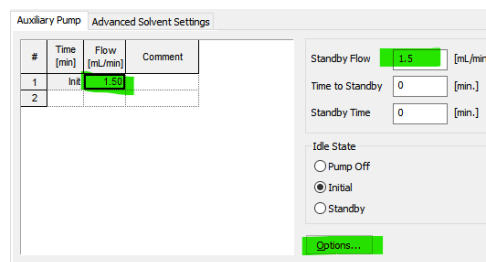 Auxiliary Pump Advanced Solvent Settings
# Time [min] Flow [mL/min] Comment
1 Init 1.50
2
Standby Flow 1.5 [mL/min
Time to Standby 0 [min.]
Standby Time 0 [min.]
Idle State
Pump Off
Initial
Standby
Options...